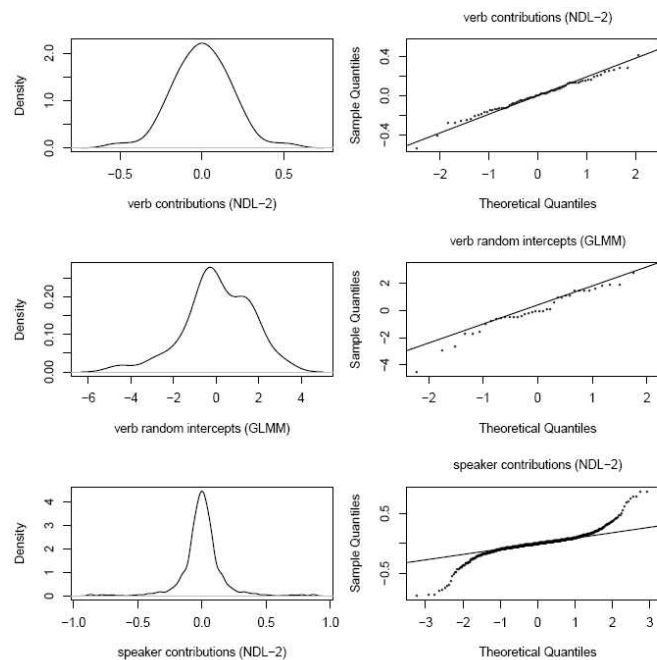 verb contributions (NDL−2)
Density
0.0 1.0 2.0
−0.5 0.0 0.5
verb contributions (NDL−2)
Sample Quantiles
−0.4 0.0 0.4
−2 −1 0 1 2
Theoretical Quantiles
verb random intercepts (GLMM)
Density
0.00 0.10 0.20
−6 −4 −2 0 2 4
verb random intercepts (GLMM)
Sample Quantiles
−4 −2 0 2
−2 −1 0 1 2
Theoretical Quantiles
speaker contributions (NDL−2)
Density
0 1 2 3 4
−1.0 −0.5 0.0 0.5 1.0
speaker contributions (NDL−2)
Sample Quantiles
−0.5 0.5
−3 −2 −1 0 1 2 3
Theoretical Quantiles